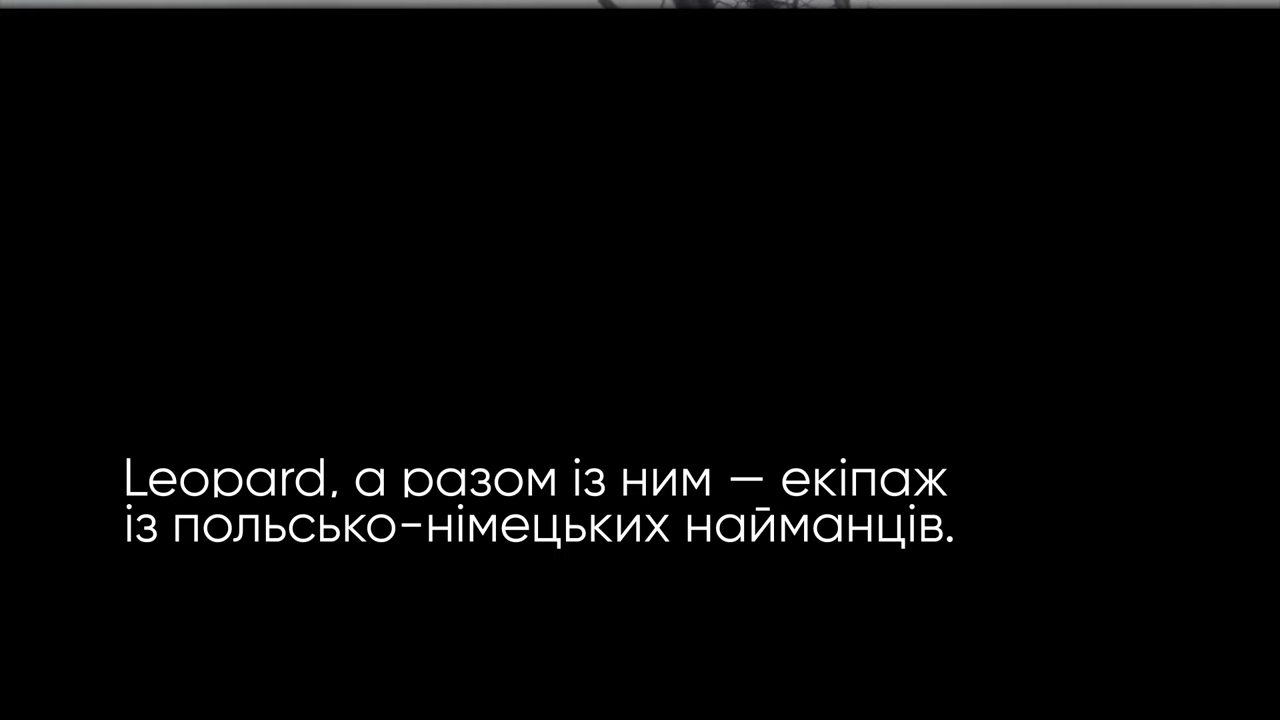 Leopard, а разом із ним — екіпаж
із польсько-німецьких найманців.